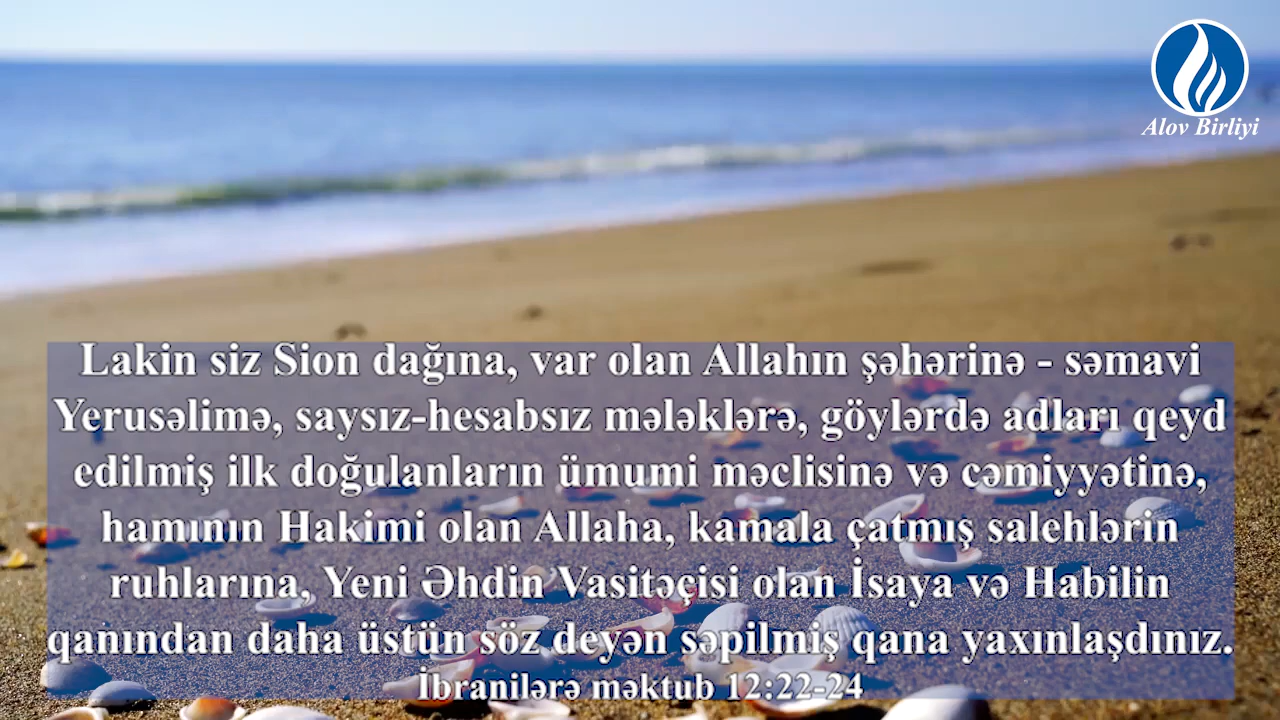 Alov Birliyi
Lakin siz Sion dağına, var olan Allahın şəhərinə - səmavi
Yerusəlimə, saysız-hesabsız mələklərə, göylərdə adları qeyd
edilmiş ilk doğulanların ümumi məclisinə və cəmiyyətinə,
hamının Hakimi olan Allaha, kamala çatmış salehlərin
ruhlarına, Yeni Əhdin Vasitəçisi olan İsaya və Habilin
qanından daha üstün söz deyən səpilmiş qana yaxınlaşdınız.
İbranilərə məktub 12:22-24